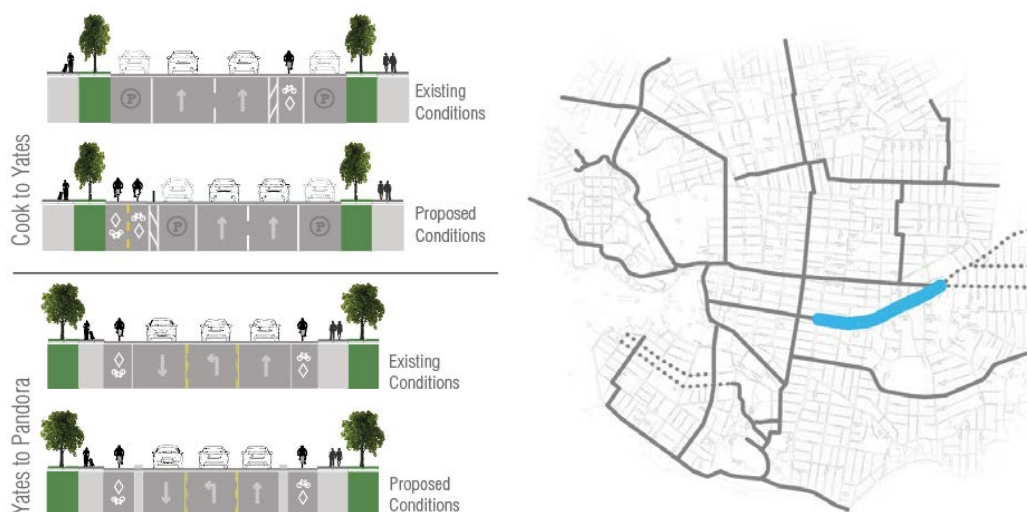 Cook to Yates
Existing
Conditions
P
P
Proposed
Conditions
P
P
Yates to Pandora
Existing
Conditions
Proposed
Conditions